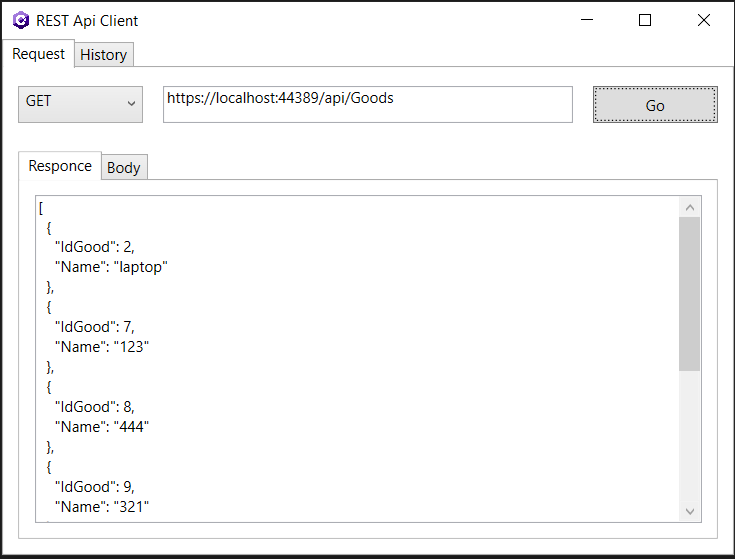 REST Api Client
Request History
GET https://localhost:44389/api/Goods Go
Responce Body
[
{
"IdGood": 2,
"Name": "laptop"
},
{
"IdGood": 7,
"Name": "123"
},
{
"IdGood": 8,
"Name": "444"
},
{
"IdGood": 9,
"Name": "321"